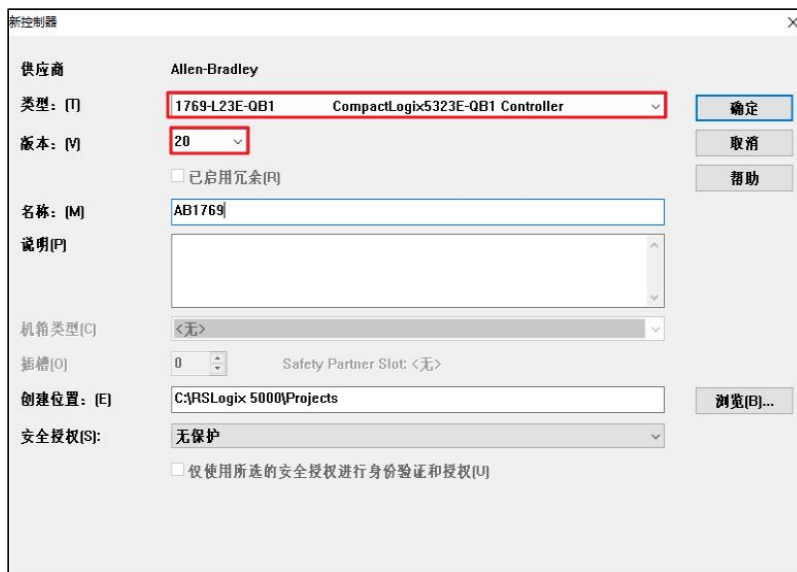 新控制器
供应商 Allen-Bradley
类型：(T) 1769-L23E-QB1 CompactLogix5323E-QB1 Controller 确定
版本：(V) 20 取消
已启用冗余(R) 帮助
名称：(M) AB1769
说明(P)
机箱类型(C) <无>
插槽(O) 0 Safety Partner Slot: <无>
创建位置：(E) C:\RSLogix 5000\Projects 浏览(B)...
安全授权(S): 无保护
仅使用所选的安全授权进行身份验证和授权(U)